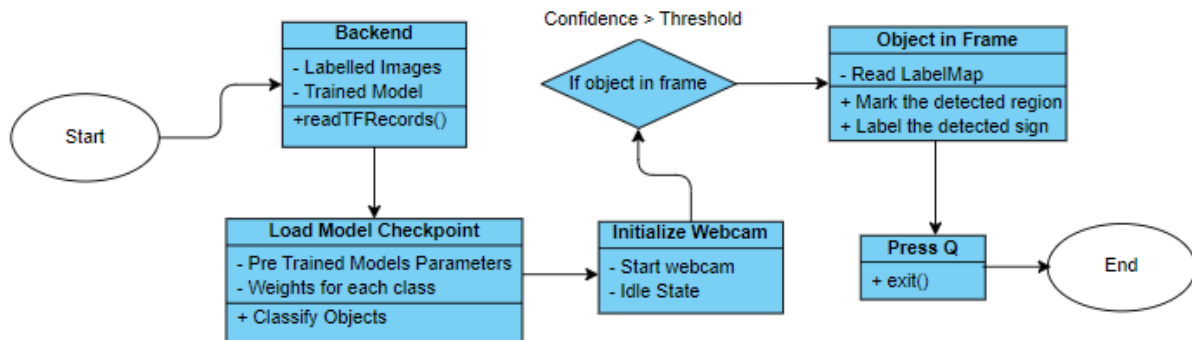 Start
Backend
- Labelled Images
- Trained Model
+readTFRecords()
Load Model Checkpoint
- Pre Trained Models Parameters
- Weights for each class
+ Classify Objects
Initialize Webcam
- Start webcam
- Idle State
Confidence > Threshold
If object in frame
Object in Frame
- Read LabelMap
+ Mark the detected region
+ Label the detected sign
Press Q
+ exit()
End